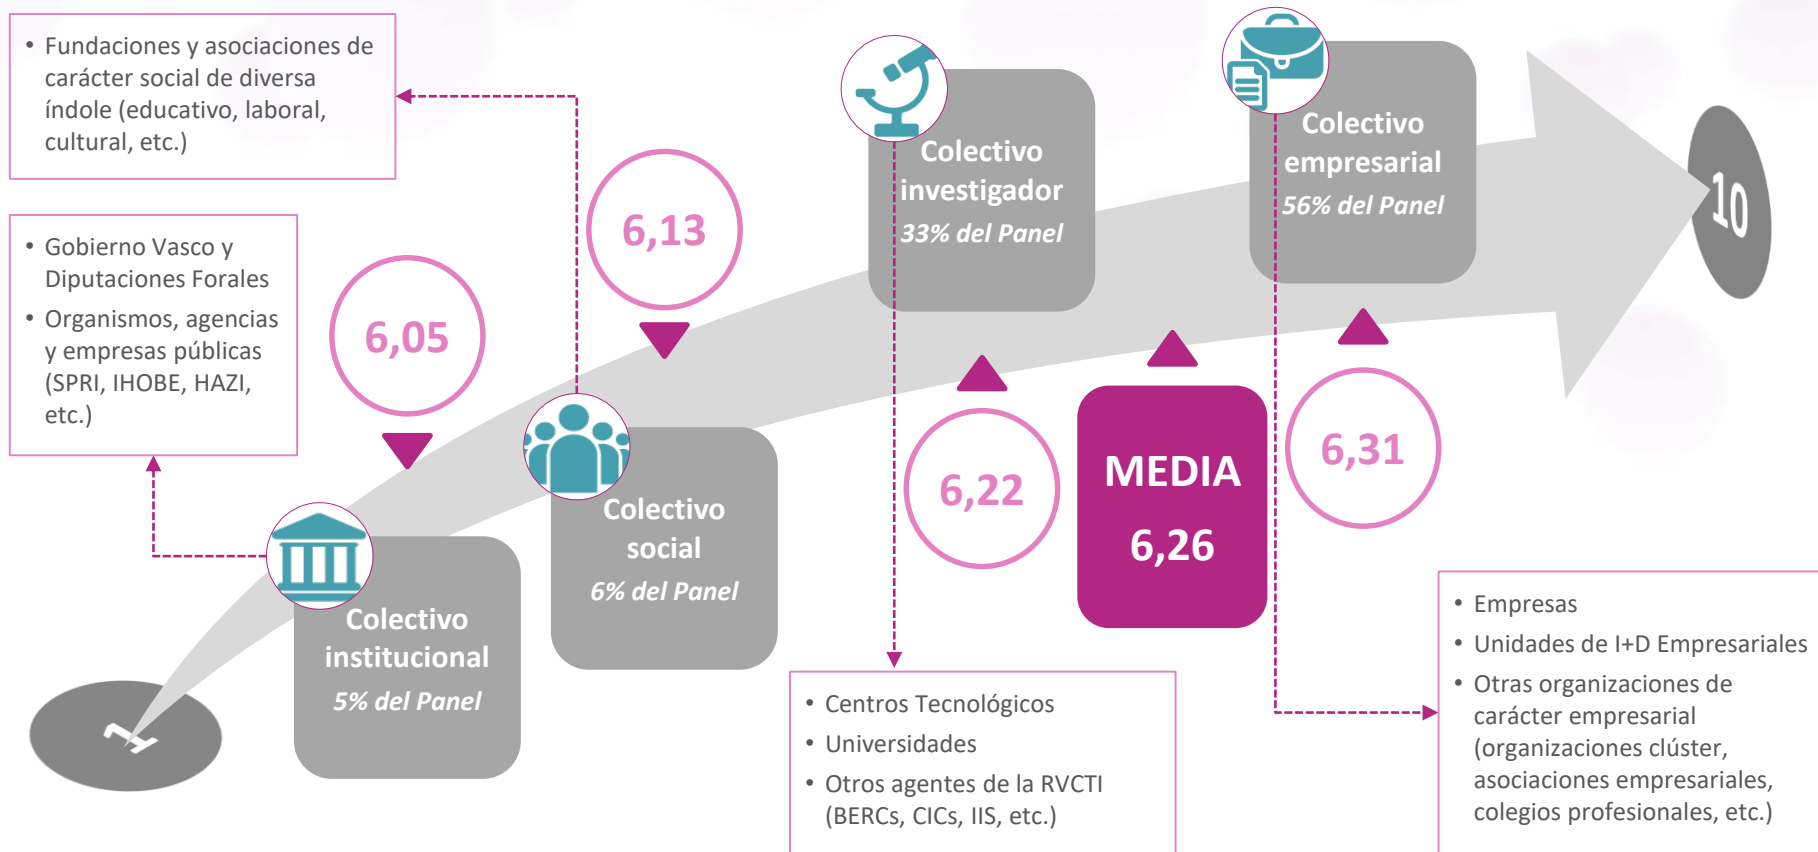 • Fundaciones y asociaciones de
carácter social de diversa
índole (educativo, laboral,
cultural, etc.)
• Gobierno Vasco y
Diputaciones Forales
• Organismos, agencias
y empresas públicas
(SPRI, IHOBE, HAZI,
etc.)
6,05
6,13
1
Colectivo
institucional
5% del Panel
Colectivo
social
6% del Panel
Colectivo
investigador
33% del Panel
6,22
MEDIA
6,26
Colectivo
empresarial
56% del Panel
6,31
10
• Centros Tecnológicos
• Universidades
• Otros agentes de la RVCTI
(BERCs, CICs, IIS, etc.)
• Empresas
• Unidades de I+D Empresariales
• Otras organizaciones de
carácter empresarial
(organizaciones clúster,
asociaciones empresariales,
colegios profesionales, etc.)